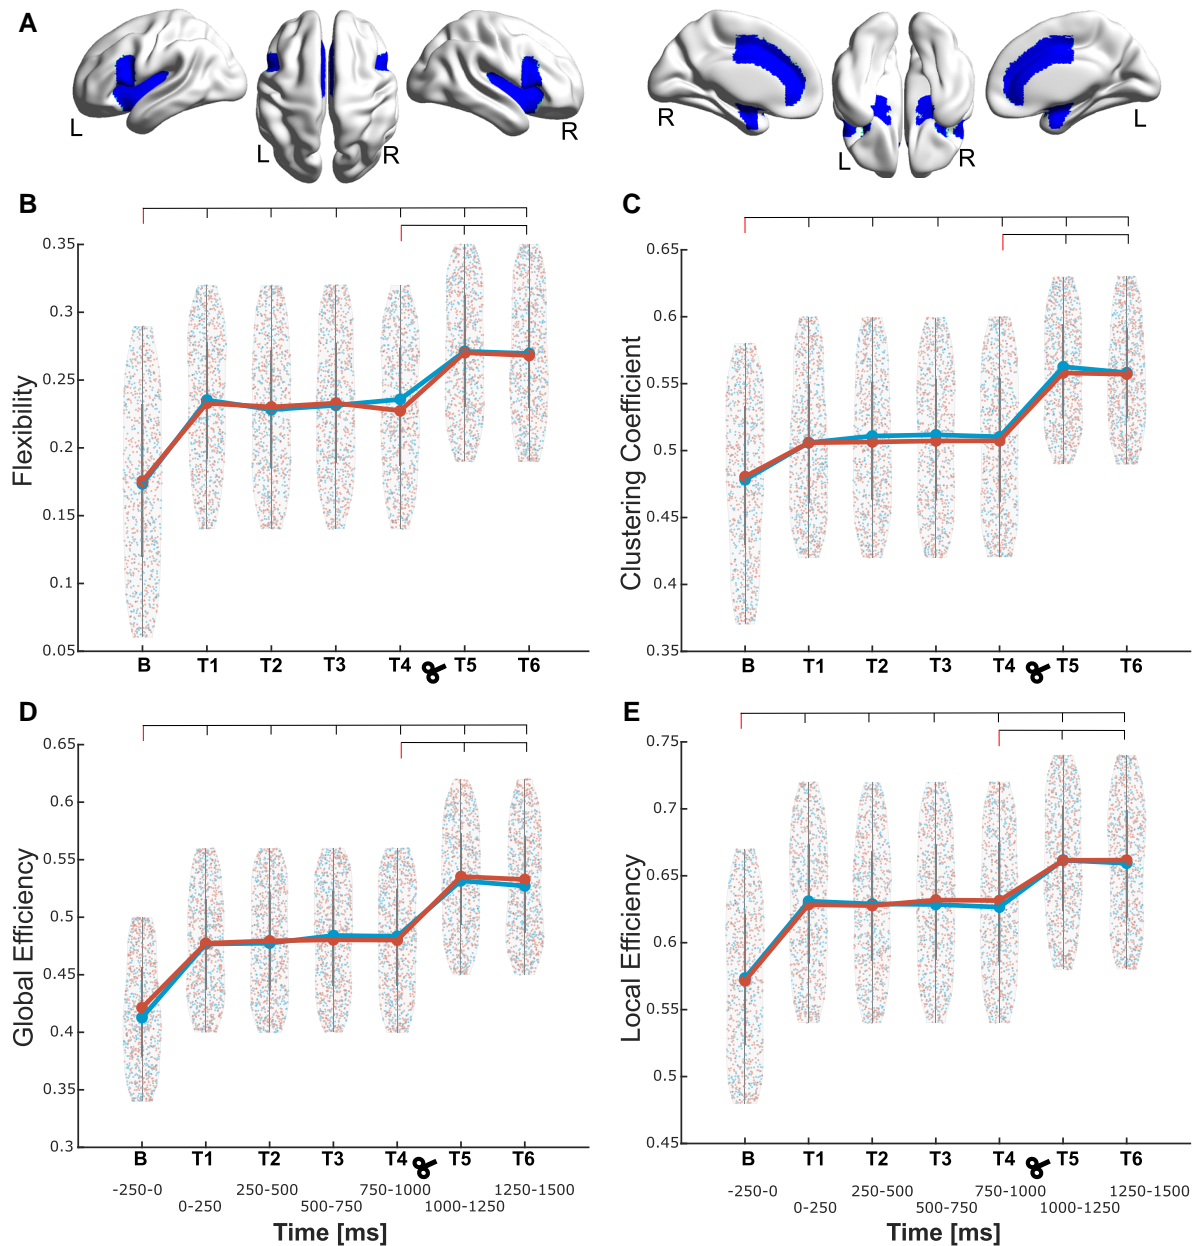 A
L
L
R
R
R
L
R
L
B
Flexibility
0.35
0.3
0.25
0.2
0.15
0.1
0.05
B T1 T2 T3 T4 T5 T6
C
Clustering Coefficient
0.65
0.6
0.55
0.5
0.45
0.4
0.35
B T1 T2 T3 T4 T5 T6
D
Global Efficiency
0.65
0.6
0.55
0.5
0.45
0.4
0.35
0.3
B T1 T2 T3 T4 T5 T6
-250-0 250-500 750-1000 1250-1500
0-250 500-750 1000-1250
Time [ms]
E
Local Efficiency
0.75
0.7
0.65
0.6
0.55
0.5
0.45
B T1 T2 T3 T4 T5 T6
-250-0 250-500 750-1000 1250-1500
0-250 500-750 1000-1250
Time [ms]